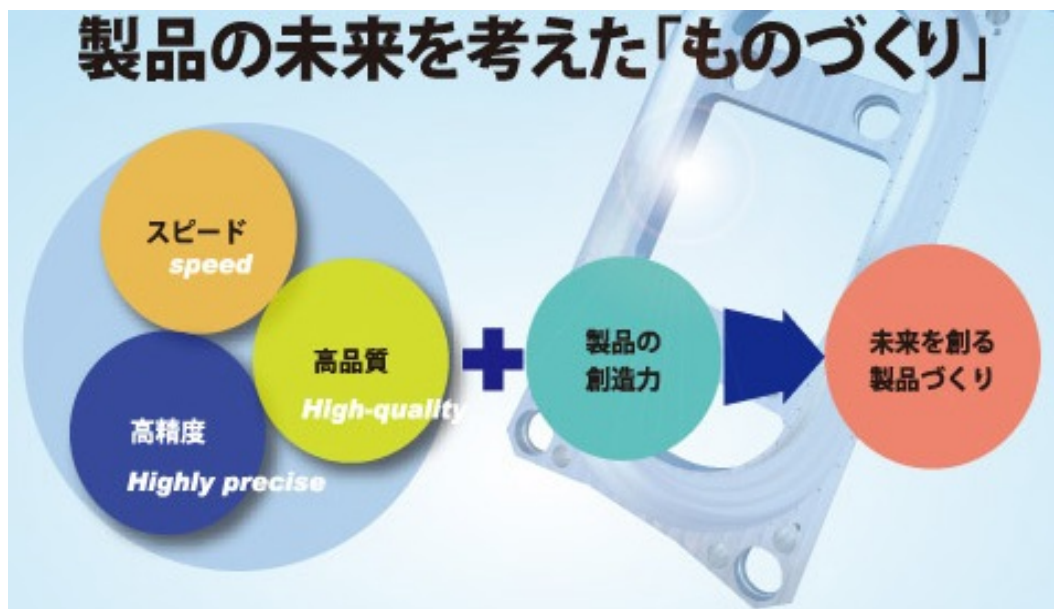 製品の未来を考えた「ものづくり」
スピード
speed
高品質
High-quality
高精度
Highly precise
製品の
創造力
未来を創る
製品づくり